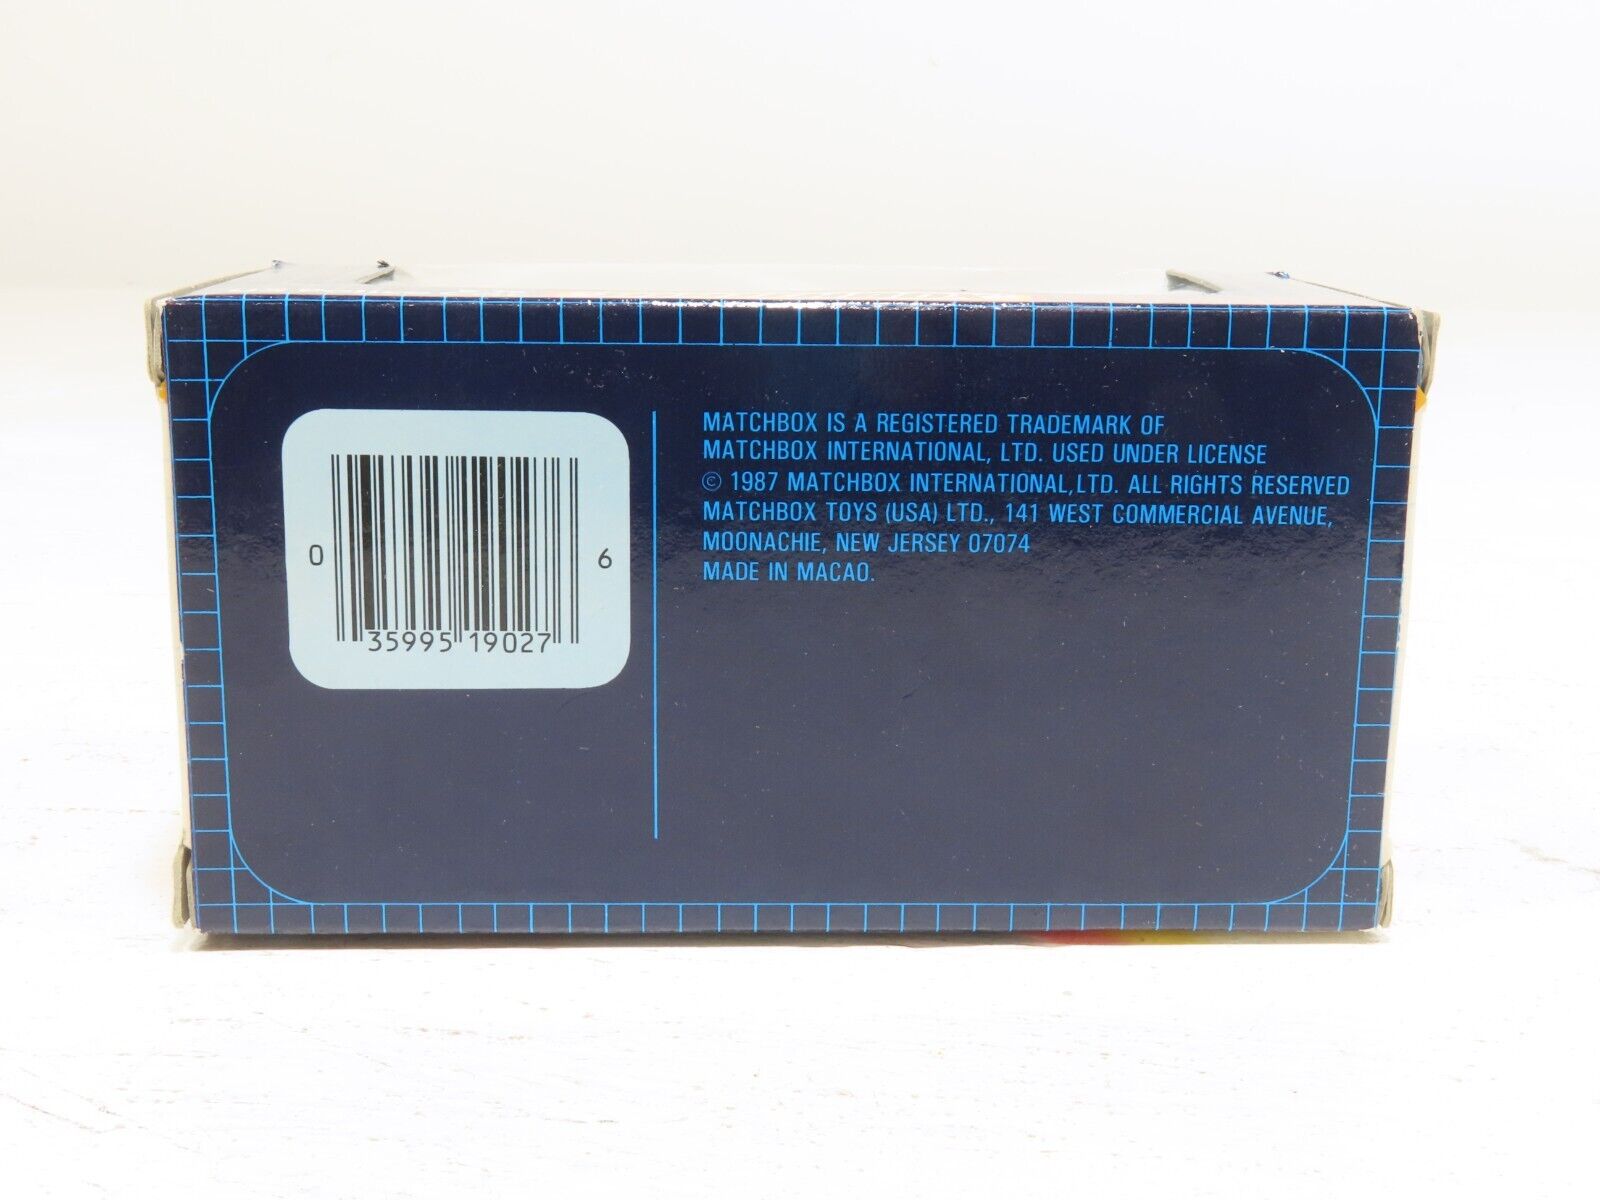 0 35995 19027 6
MATCHBOX IS A REGISTERED TRADEMARK OF
MATCHBOX INTERNATIONAL, LTD. USED UNDER LICENSE
© 1987 MATCHBOX INTERNATIONAL,LTD. ALL RIGHTS RESERVED
MATCHBOX TOYS (USA) LTD., 141 WEST COMMERCIAL AVENUE,
MOONACHIE, NEW JERSEY 07074
MADE IN MACAO.